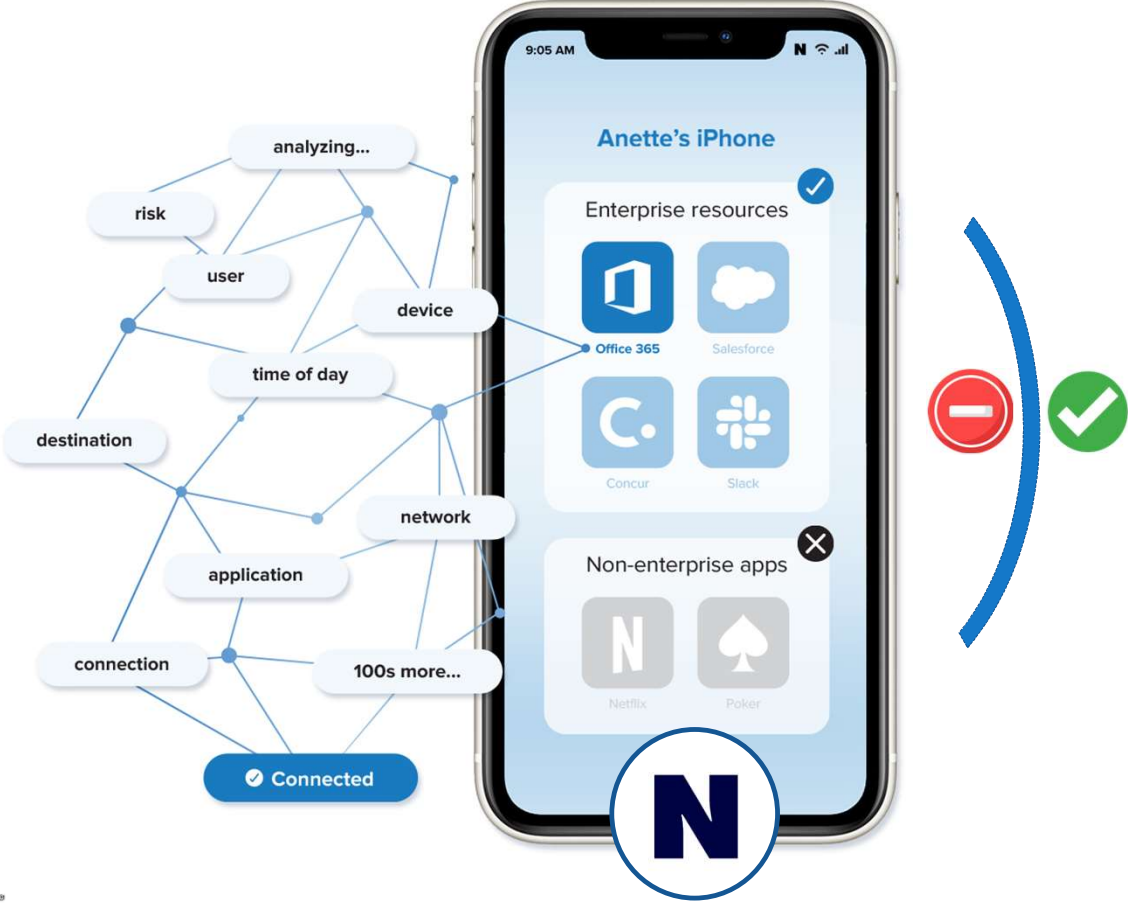 9:05 AM
N
Anette's iPhone
analyzing...
risk
user
device
time of day
destination
network
application
connection
100s more...
Connected
Enterprise resources
Office 365
Salesforce
Concur
Slack
Non-enterprise apps
N
Netflix
Poker
N